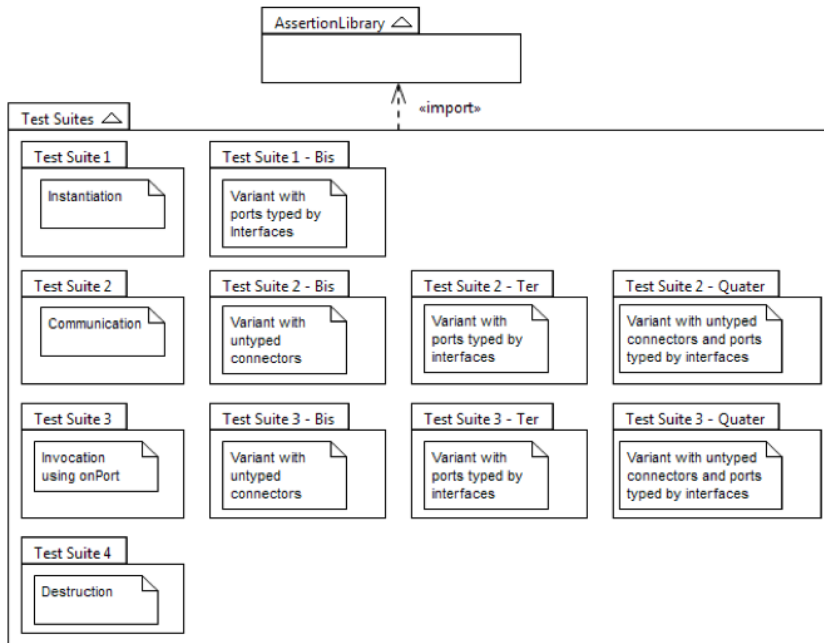 AssertionLibrary
«import»
Test Suites
Test Suite 1
Instantiation
Test Suite 1 - Bis
Variant with
ports typed by
Interfaces
Test Suite 2
Communication
Test Suite 2 - Bis
Variant with
untyped
connectors
Test Suite 2 - Ter
Variant with
ports typed by
interfaces
Test Suite 2 - Quater
Variant with untyped
connectors and ports
typed by interfaces
Test Suite 3
Invocation
using onPort
Test Suite 3 - Bis
Variant with
untyped
connectors
Test Suite 3 - Ter
Variant with
ports typed by
interfaces
Test Suite 3 - Quater
Variant with untyped
connectors and ports
typed by interfaces
Test Suite 4
Destruction